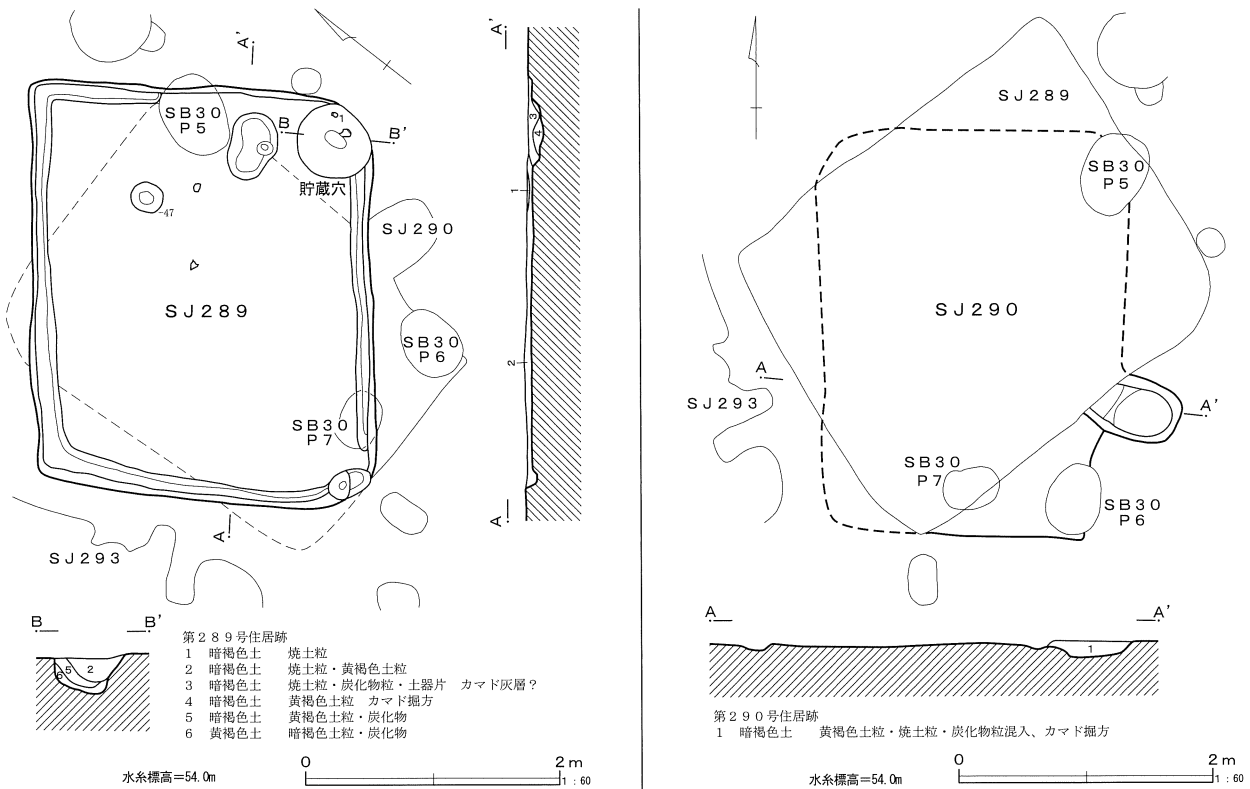 A'
A'
SB30
P5
B
1
B'
3
4
貯蔵穴
-47
1
SJ290
SJ289
SB30
P6
2
SB30
P7
A
A
SJ293
B
B'
5
2
6
第289号住居跡
1 暗褐色土 焼土粒
2 暗褐色土 焼土粒・黄褐色土粒
3 暗褐色土 焼土粒・炭化物粒・土器片 カマド灰層？
4 暗褐色土 黄褐色土粒 カマド掘方
5 暗褐色土 黄褐色土粒・炭化物
6 黄褐色土 暗褐色土粒・炭化物
水糸標高＝54.0m
0
2m
1：60
SJ289
SB30
P5
SJ290
A
SJ293
A'
SB30
P7
SB30
P6
A
A'
1
第290号住居跡
1 暗褐色土 黄褐色土粒・焼土粒・炭化物粒混入、カマド掘方
水糸標高＝54.0m
0
2m
1：60